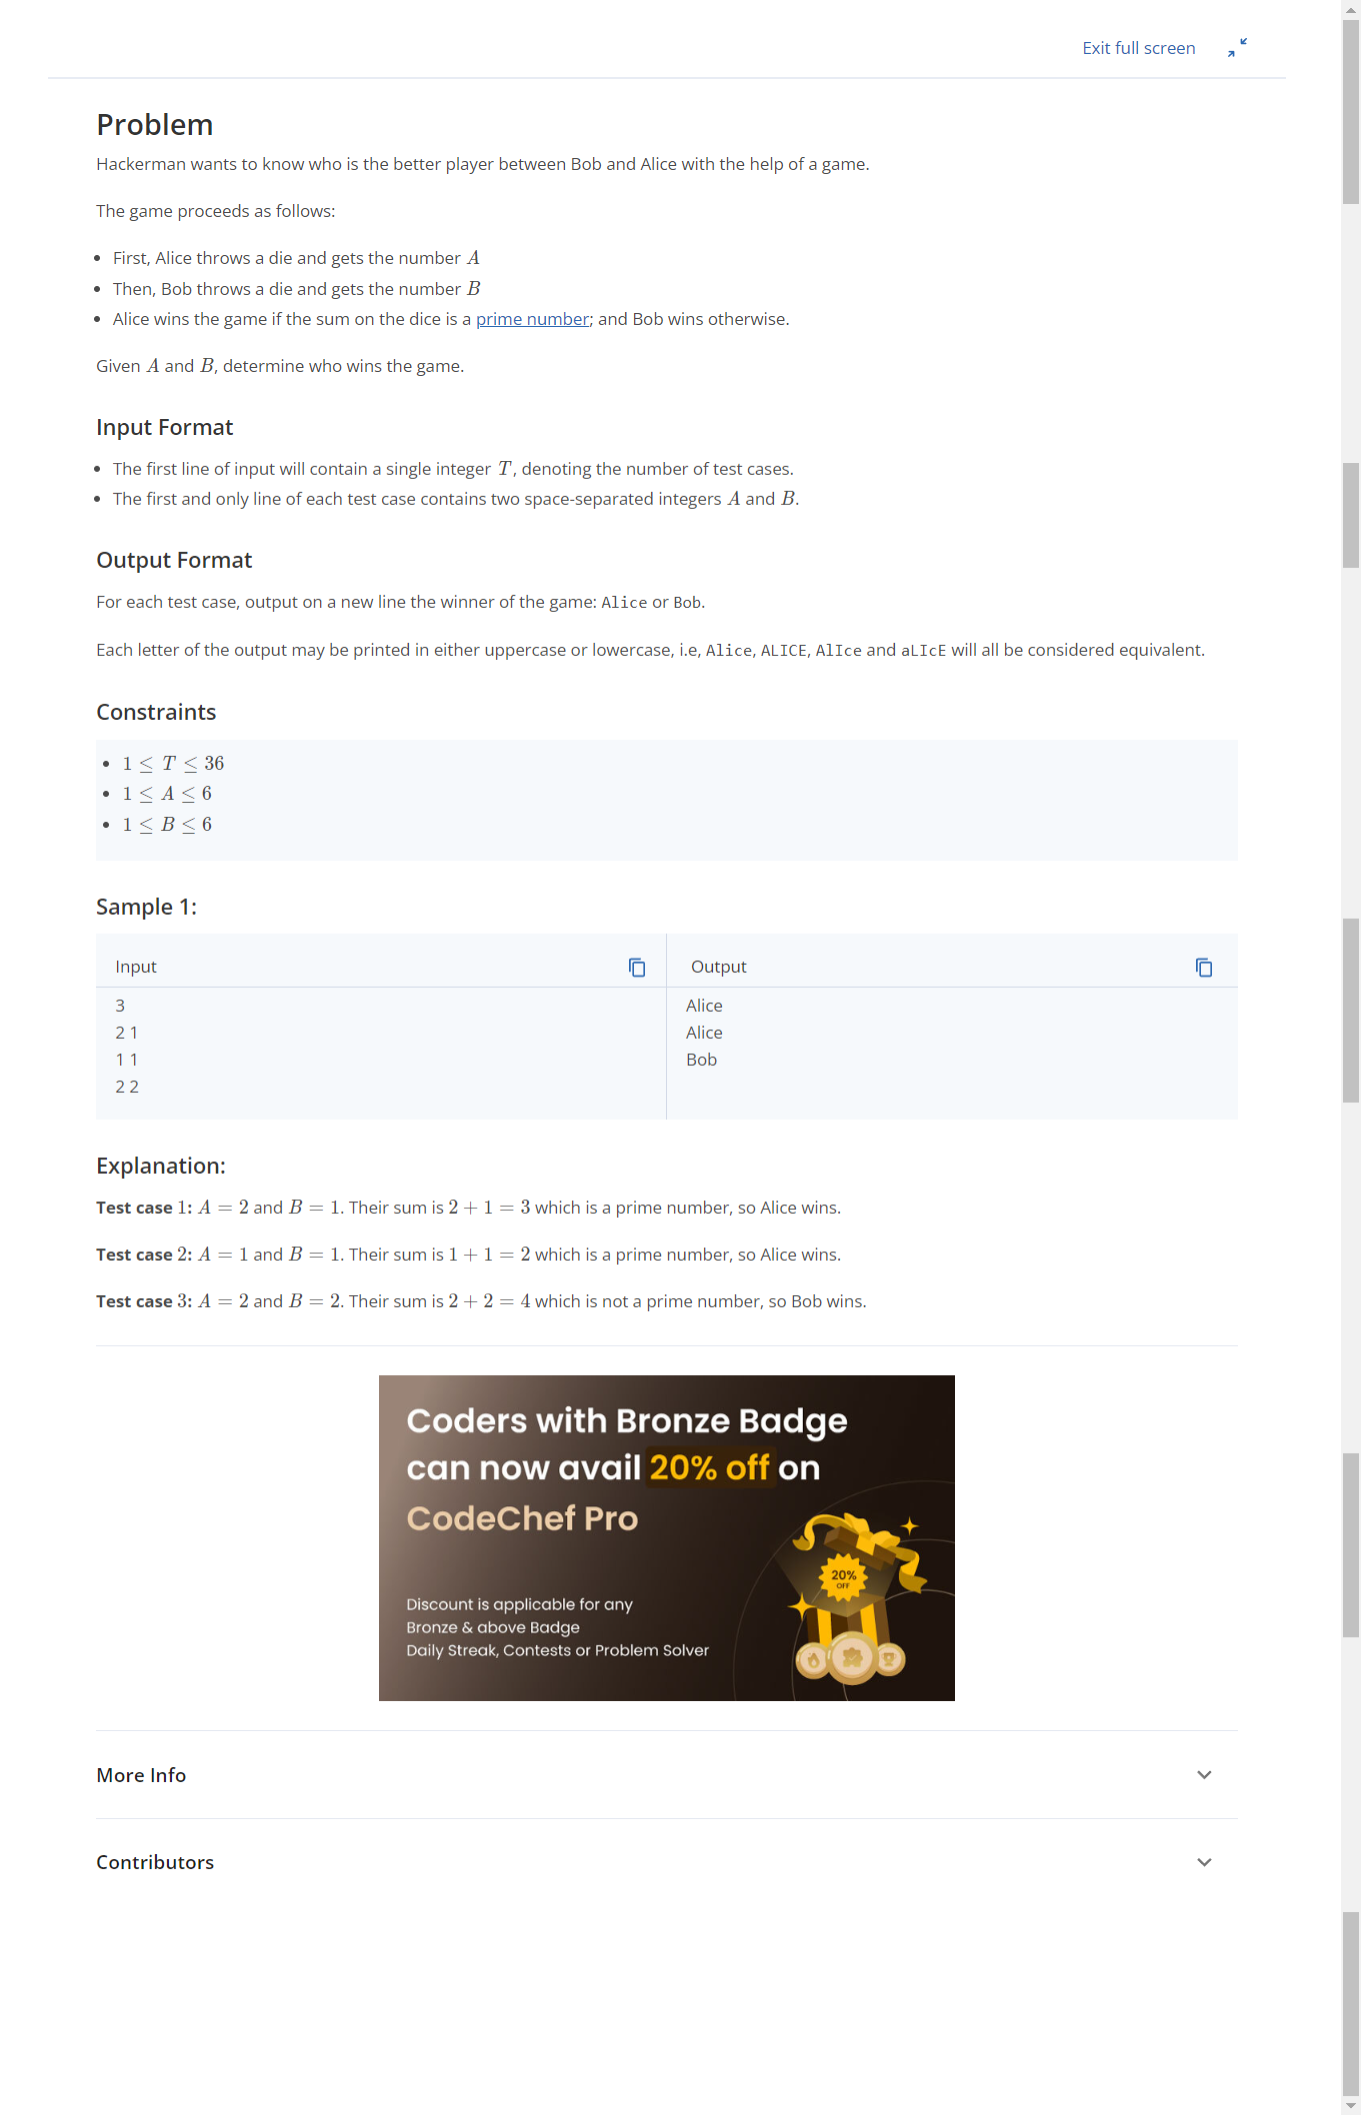 Exit full screen
Problem
Hackerman wants to know who is the better player between Bob and Alice with the help of a game.
The game proceeds as follows:
• First, Alice throws a die and gets the number A
• Then, Bob throws a die and gets the number B
• Alice wins the game if the sum on the dice is a prime number; and Bob wins otherwise.
Given A and B, determine who wins the game.
Input Format
• The first line of input will contain a single integer T, denoting the number of test cases.
• The first and only line of each test case contains two space-separated integers A and B.
Output Format
For each test case, output on a new line the winner of the game: Alice or Bob.
Each letter of the output may be printed in either uppercase or lowercase, i.e, Alice, ALICE, AlIce and aLIcE will all be considered equivalent.
Constraints
• 1 ≤ T ≤ 36
• 1 ≤ A ≤ 6
• 1 ≤ B ≤ 6
Sample 1:
Input
Output
3
2 1
1 1
2 2
Alice
Alice
Bob
Explanation:
Test case 1: A = 2 and B = 1. Their sum is 2 + 1 = 3 which is a prime number, so Alice wins.
Test case 2: A = 1 and B = 1. Their sum is 1 + 1 = 2 which is a prime number, so Alice wins.
Test case 3: A = 2 and B = 2. Their sum is 2 + 2 = 4 which is not a prime number, so Bob wins.
Coders with Bronze Badge
can now avail 20% off on
CodeChef Pro
20%
OFF
Discount is applicable for any
Bronze & above Badge
Daily Streak, Contests or Problem Solver
More Info
Contributors